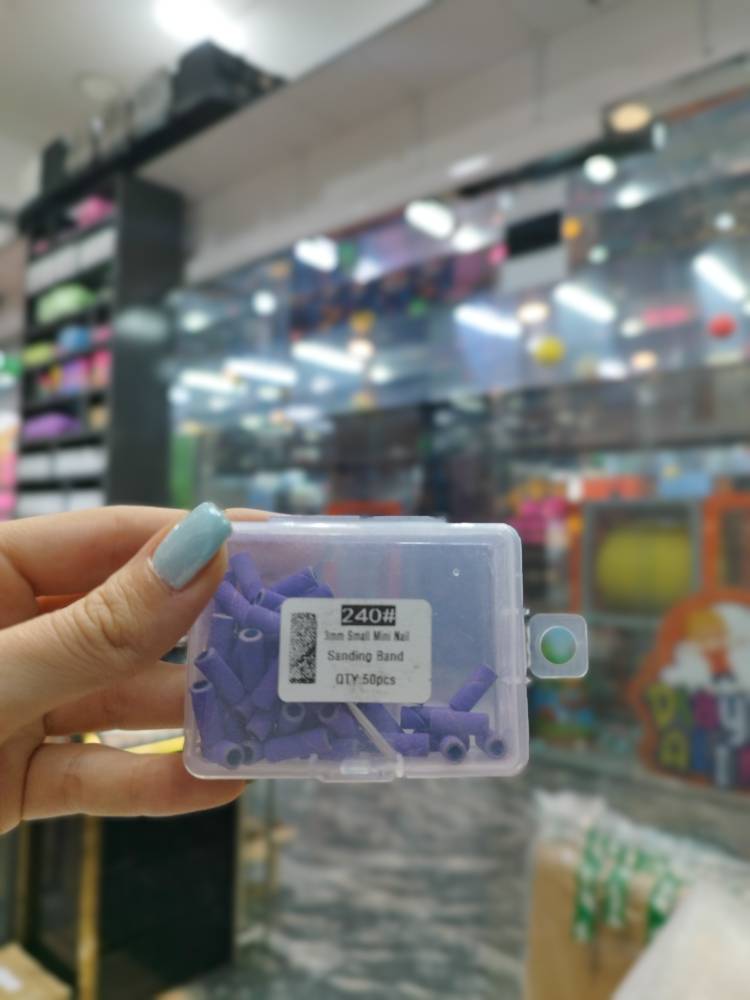 240#
3mm Small Mini Nail
Sanding Band
QTY:50pcs